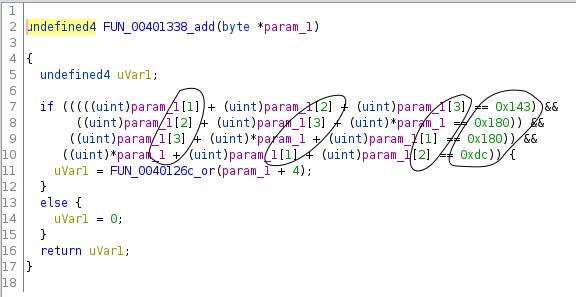 1
2 undefined4 FUN_00401338_add(byte *param_1)
3
4 {
5 undefined4 uVar1;
6
7 if (((((uint)param_1[1] + (uint)param_1[2] + (uint)param_1[3] == 0x143) &&
8 ((uint)param_1[2] + (uint)param_1[3] + (uint)*param_1 == 0x180)) &&
9 ((uint)param_1[3] + (uint)*param_1 + (uint)param_1[1] == 0x180)) &&
10 ((uint)*param_1 + (uint)param_1[1] + (uint)param_1[2] == 0xdc)) {
11 uVar1 = FUN_0040126c_or(param_1 + 4);
12 }
13 else {
14 uVar1 = 0;
15 }
16 return uVar1;
17 }
18